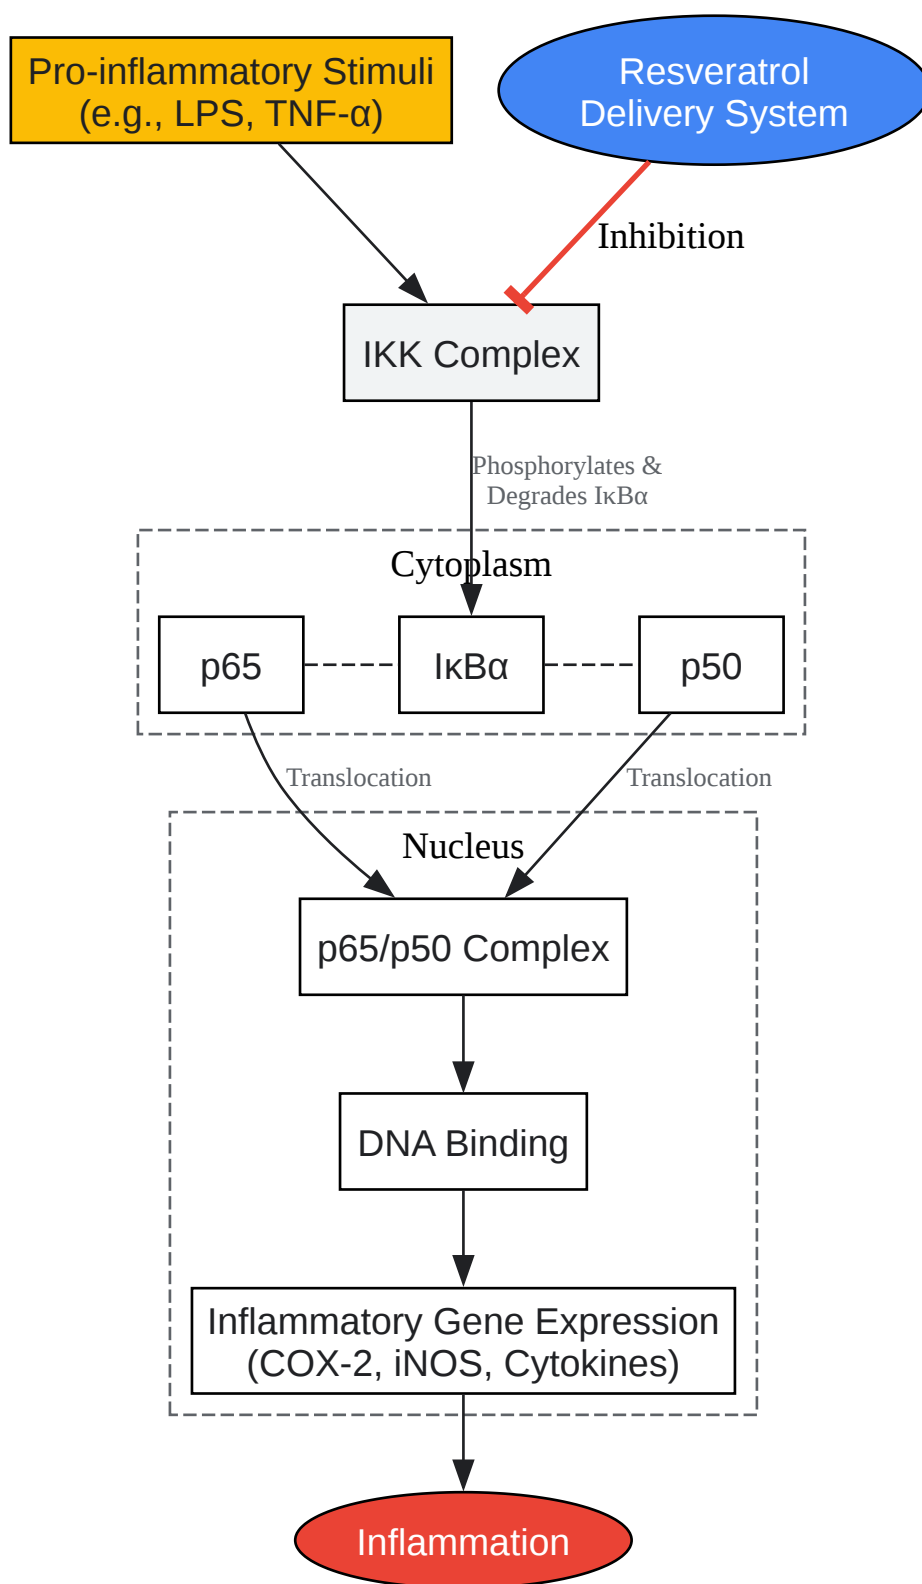 Pro-inflammatory Stimuli
(e.g., LPS, TNF-α)
Resveratrol
Delivery System
Inhibition
IKK Complex
Phosphorylates &
Degrades IκBα
Cytoplasm
p65
IκBα
p50
Translocation
Translocation
Nucleus
p65/p50 Complex
DNA Binding
Inflammatory Gene Expression
(COX-2, iNOS, Cytokines)
Inflammation